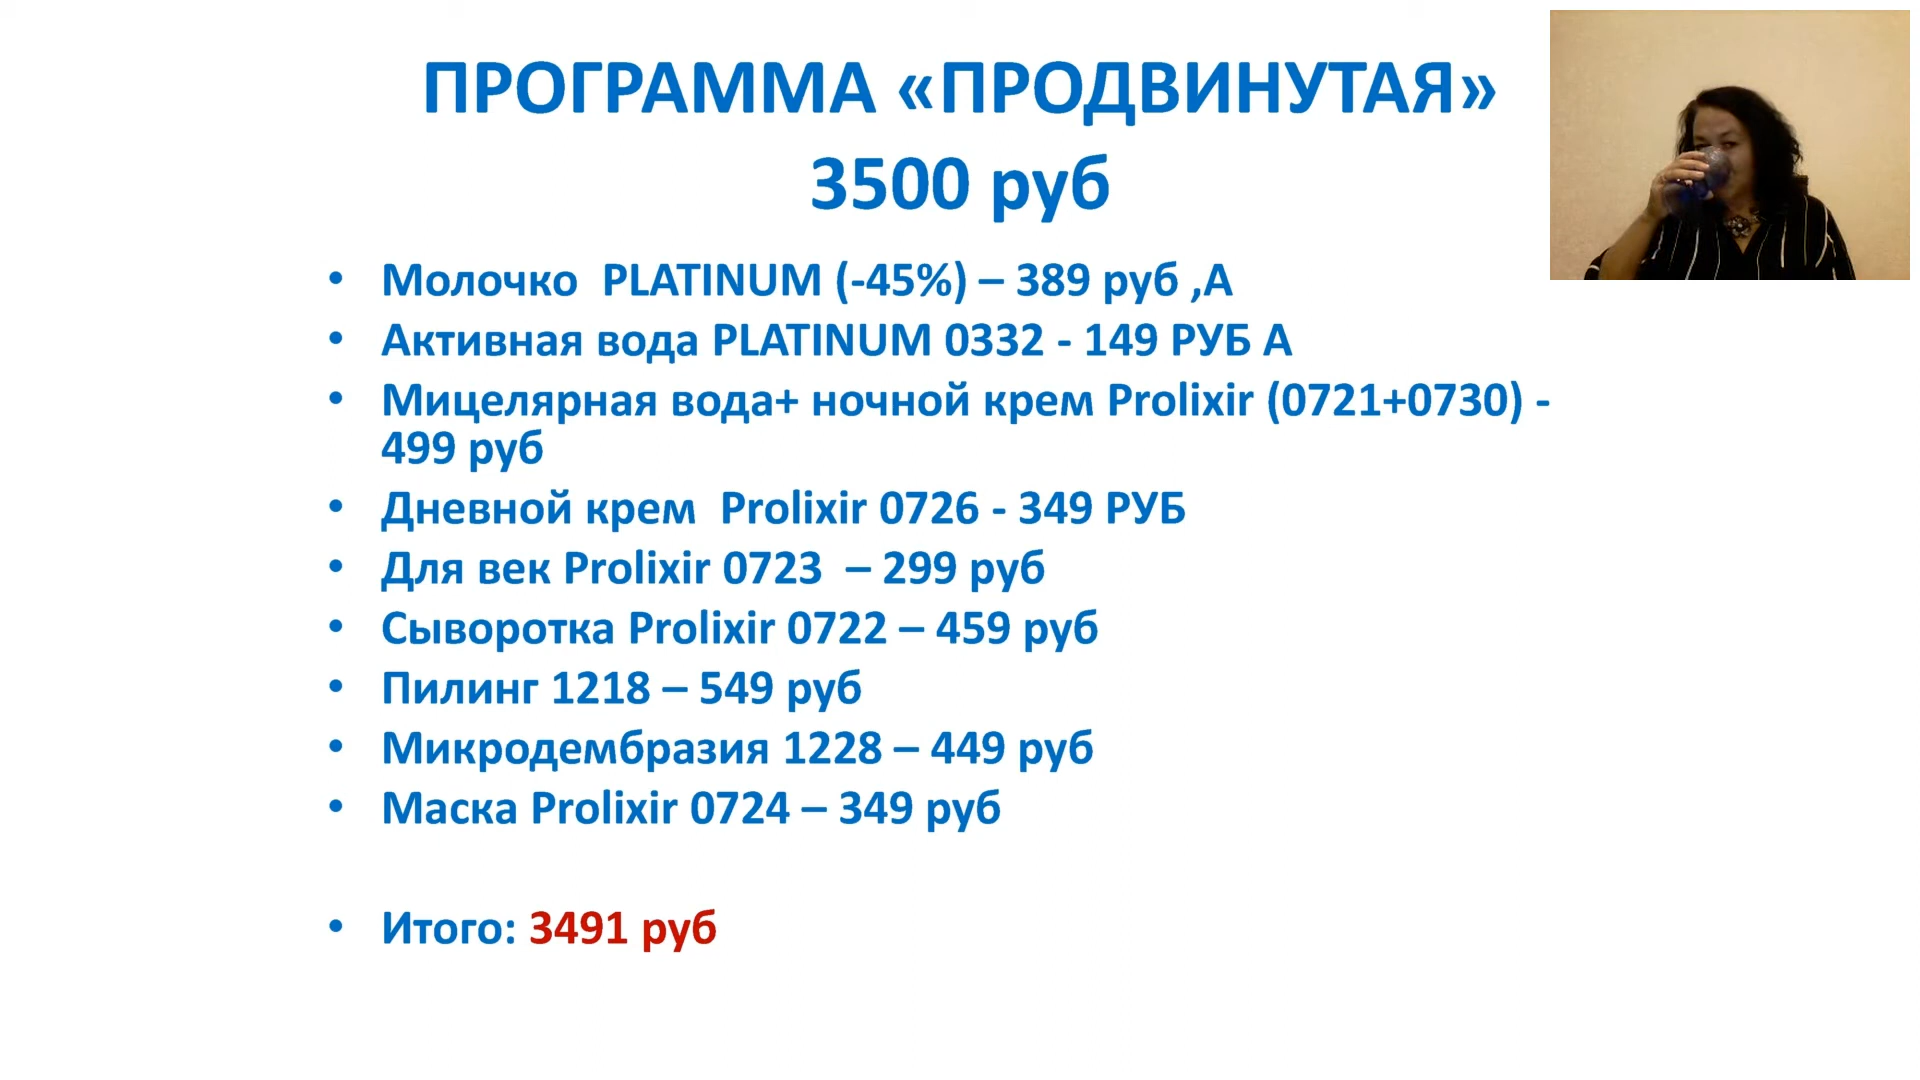 ПРОГРАММА «ПРОДВИНУТАЯ»
3500 руб
• Молочко  PLATINUM (-45%) – 389 руб ,А
• Активная вода PLATINUM 0332 - 149 РУБ А
• Мицелярная вода+ ночной крем Prolixir (0721+0730) -
499 руб
• Дневной крем  Prolixir 0726 - 349 РУБ
• Для век Prolixir 0723  – 299 руб
• Сыворотка Prolixir 0722 – 459 руб
• Пилинг 1218 – 549 руб
• Микродембразия 1228 – 449 руб
• Маска Prolixir 0724 – 349 руб
• Итого: 3491 руб